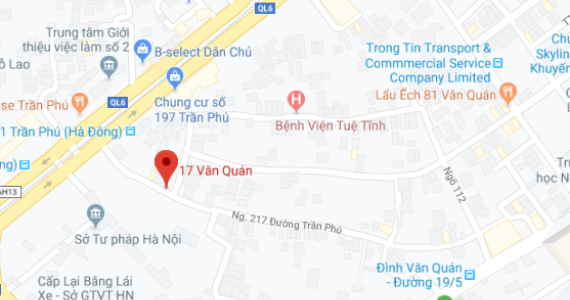 Trung tâm Giới
thiệu việc làm số 2
QL6
B-select Dân Chủ
ỗ Lao
Trong Tin Transport &
Commmercial Service
Company Limited
Skylin
Khuyến
Lẩu Ếch 81 Văn Quán
se Trần Phú
QL6
Chung cư số
197 Trần Phú
Bệnh Viện Tuệ Tĩnh
1 Trần Phú (Hà Đông)
ông)
17 Văn Quán
AH13
Ngõ 112
Trườn
học N
Ng. 217 Đường Trần Phú
Sở Tư pháp Hà Nội
Đình Văn Quán -
Đường 19/5
Cấp Lại Bằng Lái
Xe - Sở GTVT HN